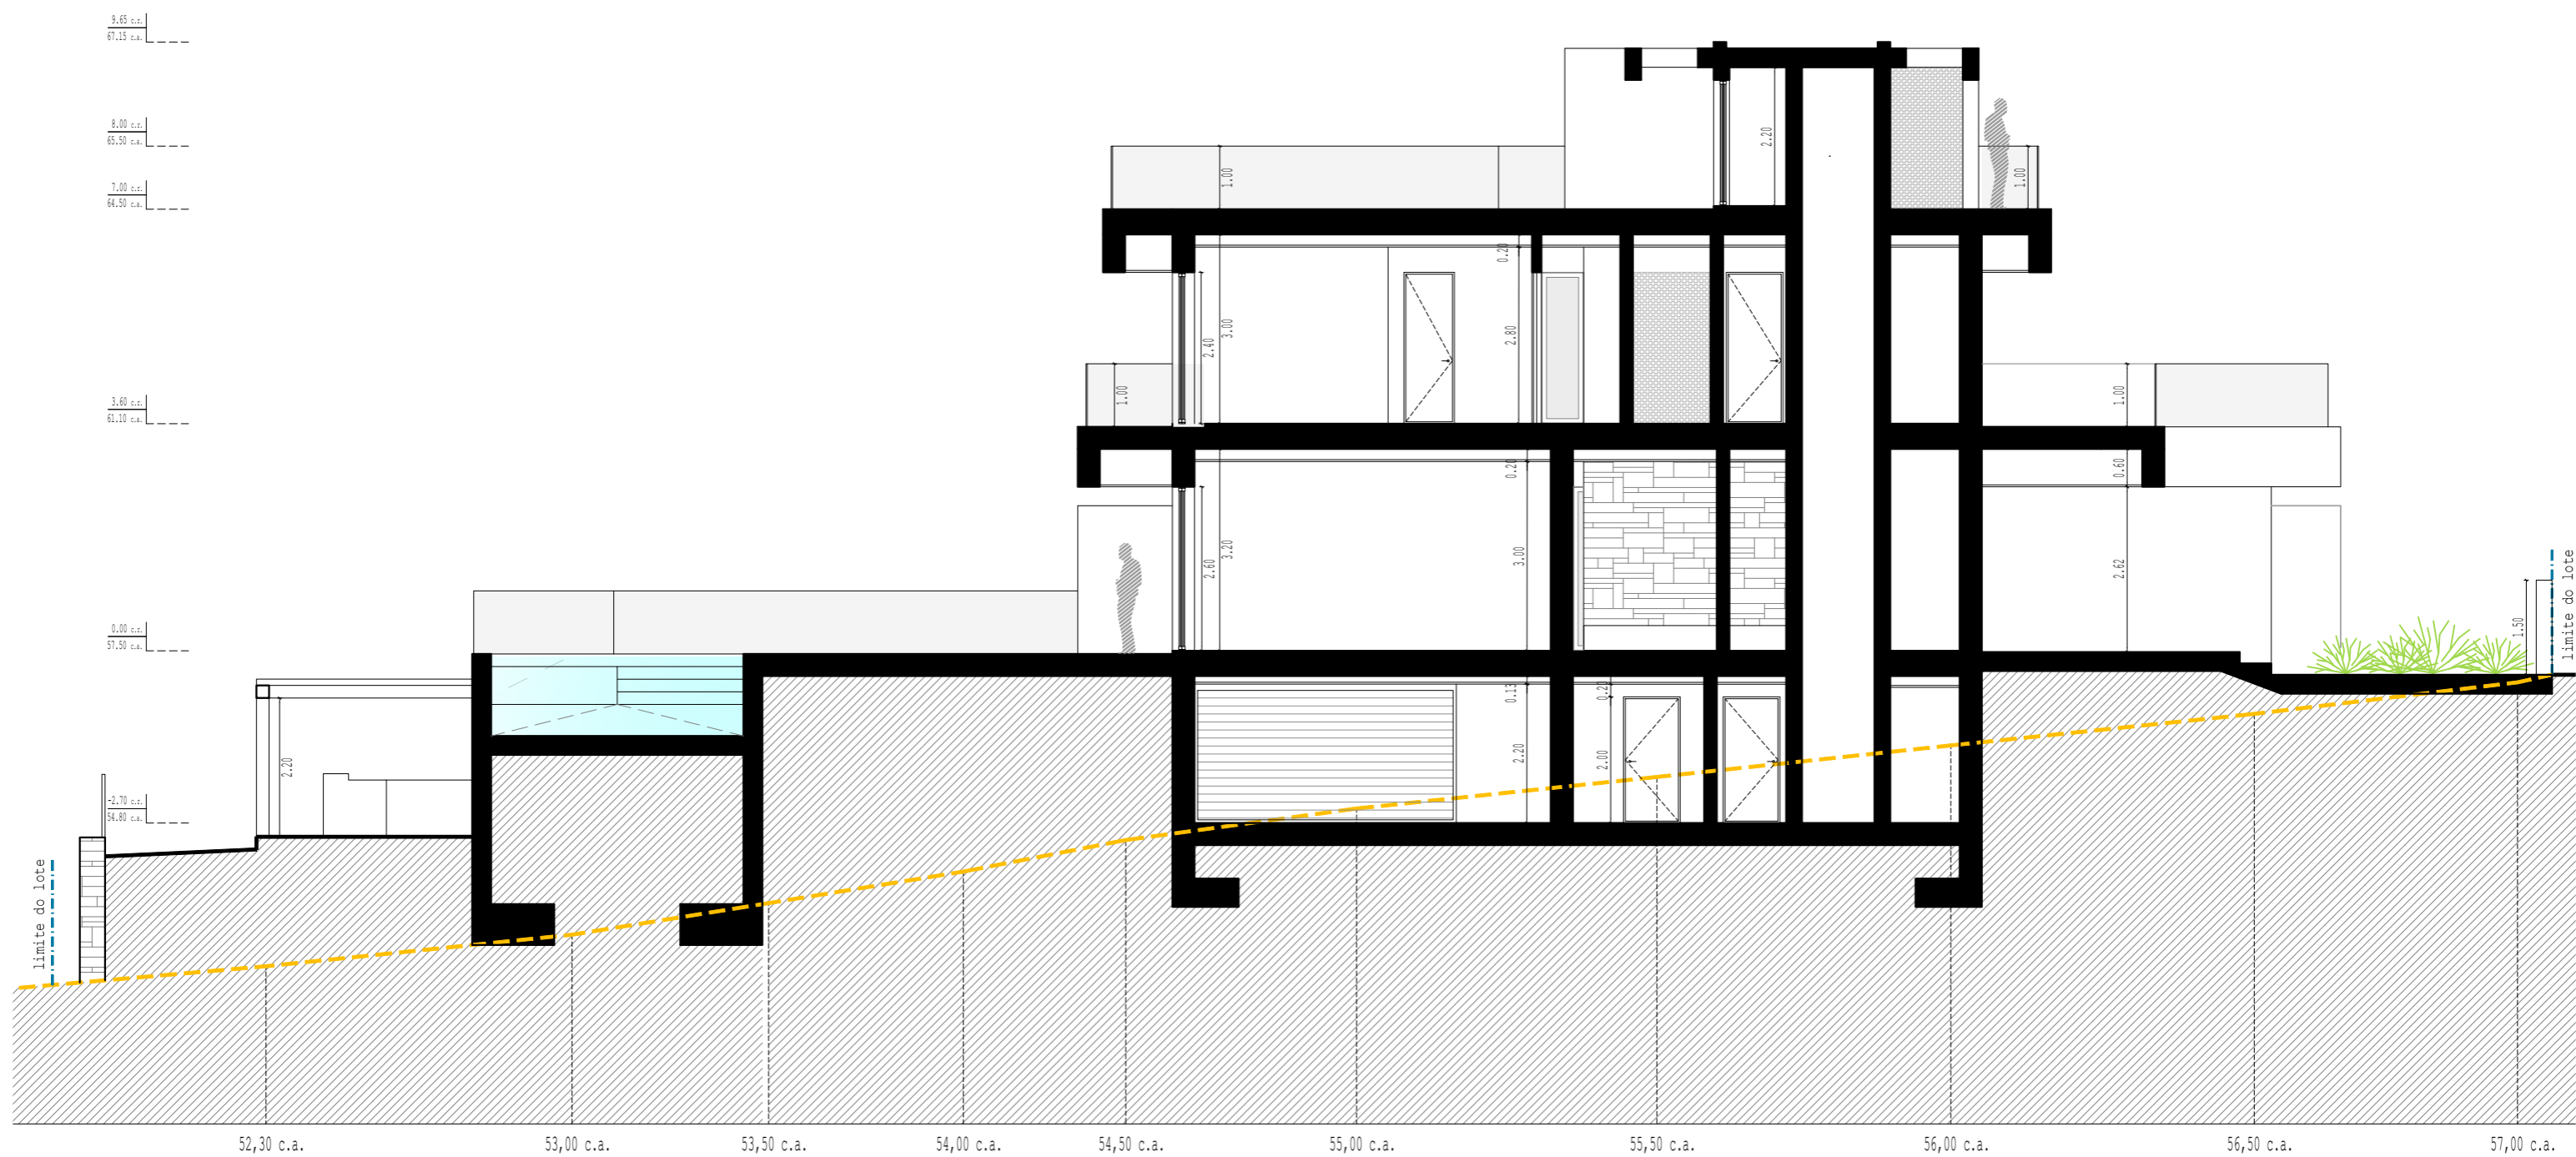 9.65 c.r.
67.15 c.a.
8.00 c.r.
65.50 c.a.
7.00 c.r.
64.50 c.a.
3.60 c.r.
61.10 c.a.
0.00 c.r.
57.50 c.a.
-2.70 c.r.
54.80 c.a.
2.20
1.00
1.00
0.20
3.00
2.40
2.80
1.00
1.00
0.20
0.60
3.20
2.60
3.00
2.62
1.50
limite do lote
0.13
0.20
2.20
2.20
2.00
limite do lote
52,30 c.a.
53,00 c.a.
53,50 c.a.
54,00 c.a.
54,50 c.a.
55,00 c.a.
55,50 c.a.
56,00 c.a.
56,50 c.a.
57,00 c.a.